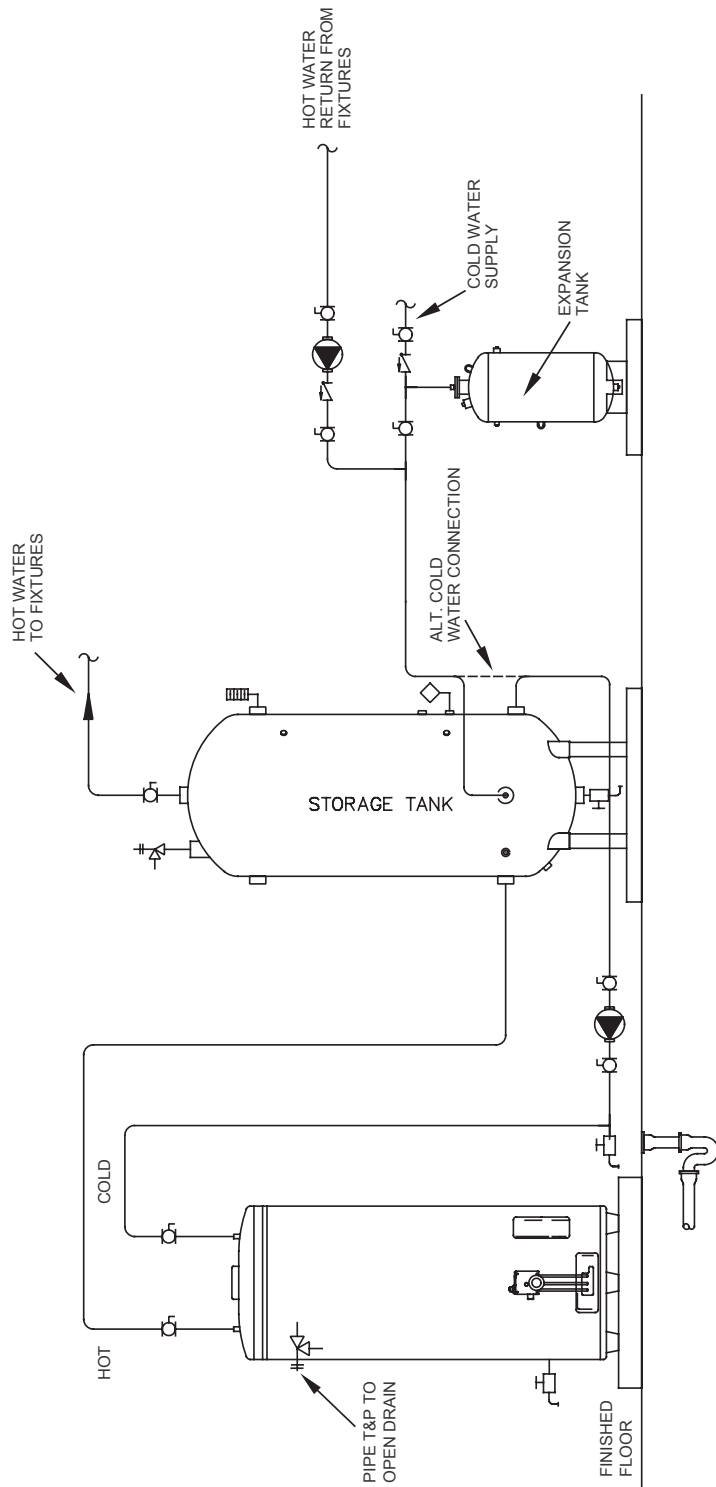 HOT
COLD
PIPE T&P TO
OPEN DRAIN
FINISHED
FLOOR
HOT WATER
TO FIXTURES
STORAGE TANK
ALT. COLD
WATER CONNECTION
HOT WATER
RETURN FROM
FIXTURES
COLD WATER
SUPPLY
EXPANSION
TANK